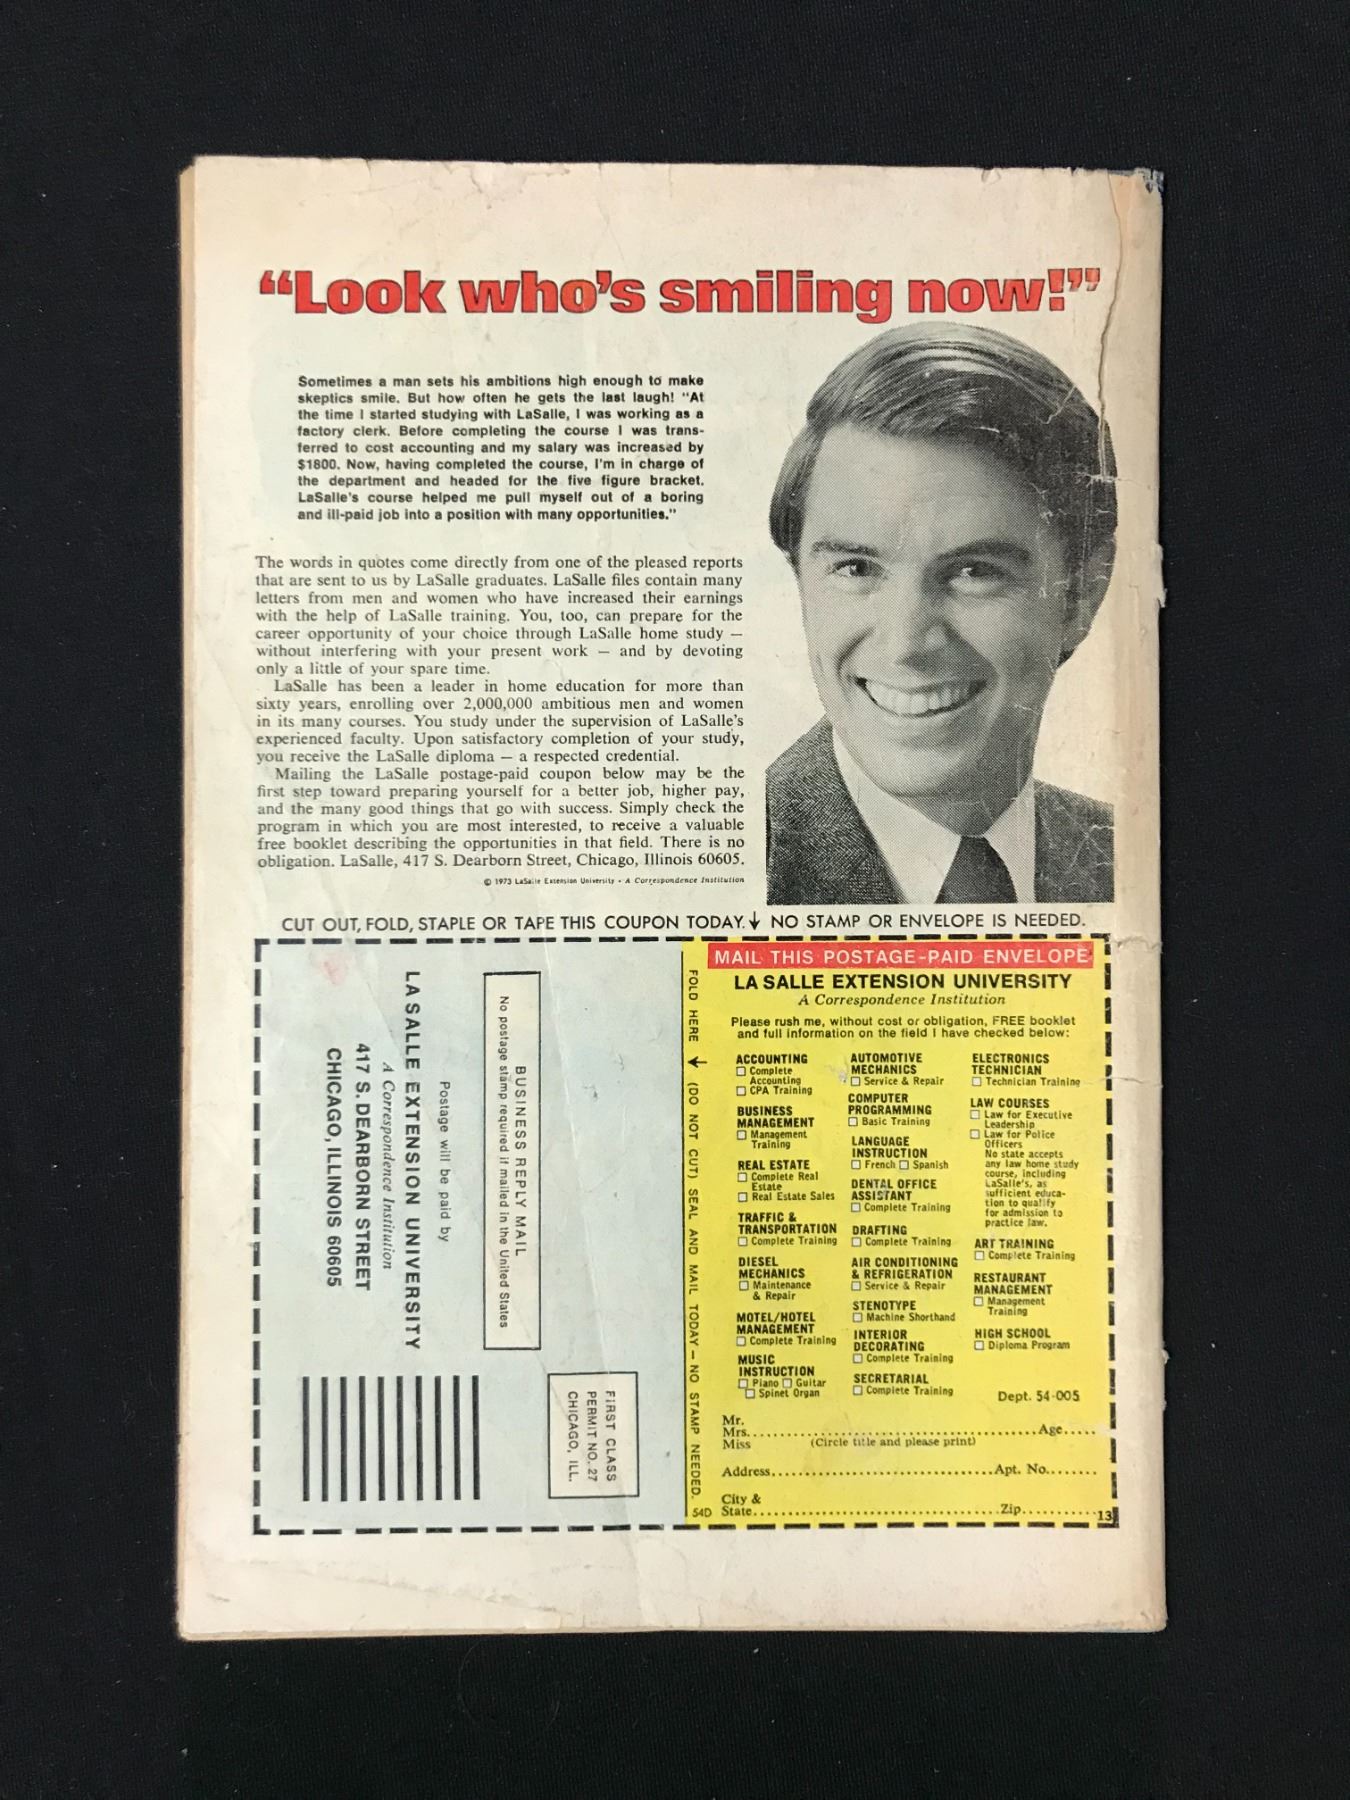 “Look who’s smiling now!”
Sometimes a man sets his ambitions high enough to make
skeptics smile. But how often he gets the last laugh! "At
the time I started studying with LaSalle, I was working as a
factory clerk. Before completing the course I was trans-
ferred to cost accounting and my salary was increased by
$1800. Now, having completed the course, I'm in charge of
the department and headed for the five figure bracket.
LaSalle's course helped me pull myself out of a boring
and ill-paid job into a position with many opportunities."
The words in quotes come directly from one of the pleased reports
that are sent to us by LaSalle graduates. LaSalle files contain many
letters from men and women who have increased their earnings
with the help of LaSalle training. You, too, can prepare for the
career opportunity of your choice through LaSalle home study —
without interfering with your present work — and by devoting
only a little of your spare time.
LaSalle has been a leader in home education for more than
sixty years, enrolling over 2,000,000 ambitious men and women
in its many courses. You study under the supervision of LaSalle's
experienced faculty. Upon satisfactory completion of your study,
you receive the LaSalle diploma — a respected credential.
Mailing the LaSalle postage-paid coupon below may be the
first step toward preparing yourself for a better job, higher pay,
and the many good things that go with success. Simply check the
program in which you are most interested, to receive a valuable
free booklet describing the opportunities in that field. There is no
obligation. LaSalle, 417 S. Dearborn Street, Chicago, Illinois 60605.
© 1973 LaSalle Extension University • A Correspondence Institution
CUT OUT, FOLD, STAPLE OR TAPE THIS COUPON TODAY. ↓ NO STAMP OR ENVELOPE IS NEEDED.
FIRST CLASS
PERMIT NO. 27
CHICAGO, ILL.
BUSINESS REPLY MAIL
No postage stamp required if mailed in the United States
Postage will be paid by
LA SALLE EXTENSION UNIVERSITY
A Correspondence Institution
417 S. DEARBORN STREET
CHICAGO, ILLINOIS 60605
FOLD HERE → (DO NOT CUT) SEAL AND MAIL TODAY — NO STAMP NEEDED.
54D
MAIL THIS POSTAGE-PAID ENVELOPE
LA SALLE EXTENSION UNIVERSITY
A Correspondence Institution
Please rush me, without cost or obligation, FREE booklet
and full information on the field I have checked below:
ACCOUNTING
☐ Complete
Accounting
☐ CPA Training
BUSINESS
MANAGEMENT
☐ Management
Training
REAL ESTATE
☐ Complete Real
Estate
☐ Real Estate Sales
TRAFFIC &
TRANSPORTATION
☐ Complete Training
DIESEL
MECHANICS
☐ Maintenance
& Repair
MOTEL/HOTEL
MANAGEMENT
☐ Complete Training
MUSIC
INSTRUCTION
☐ Piano ☐ Guitar
☐ Spinet Organ
AUTOMOTIVE
MECHANICS
☐ Service & Repair
COMPUTER
PROGRAMMING
☐ Basic Training
LANGUAGE
INSTRUCTION
☐ French ☐ Spanish
DENTAL OFFICE
ASSISTANT
☐ Complete Training
DRAFTING
☐ Complete Training
AIR CONDITIONING
& REFRIGERATION
☐ Service & Repair
STENOTYPE
☐ Machine Shorthand
INTERIOR
DECORATING
☐ Complete Training
SECRETARIAL
☐ Complete Training
ELECTRONICS
TECHNICIAN
☐ Technician Training
LAW COURSES
☐ Law for Executive
Leadership
☐ Law for Police
Officers
No state accepts
any law home study
course, including
LaSalle's, as
sufficient educa-
tion to qualify
for admission to
practice law.
ART TRAINING
☐ Complete Training
RESTAURANT
MANAGEMENT
☐ Management
Training
HIGH SCHOOL
☐ Diploma Program
Dept. 54-005
Mr.
Mrs. Age
Miss (Circle title and please print)
Address Apt. No.
City &
State Zip
13